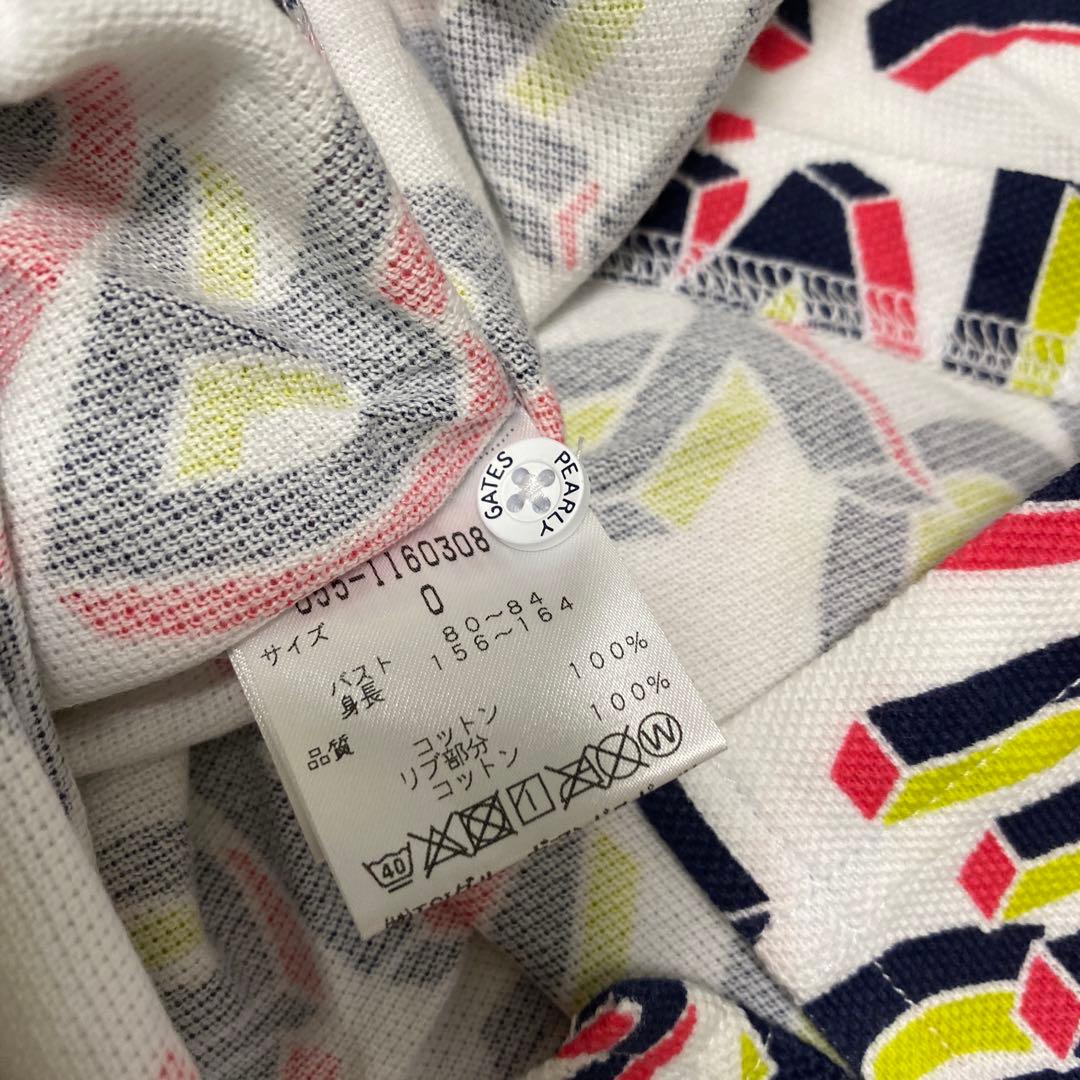 PEARLY
GATES
055-1160308
サイズ 0
バスト 80～84
身長 156～164
品質 コットン 100%
リブ部分
コットン 100%
40
W